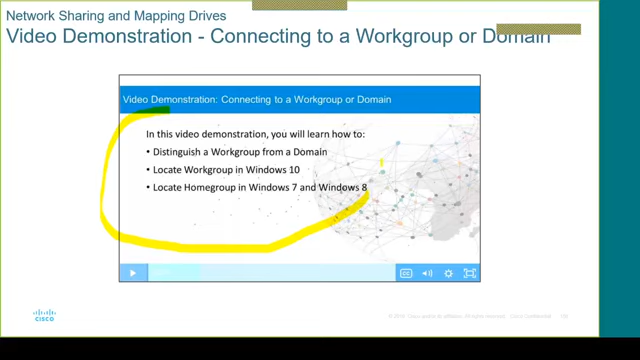 Network Sharing and Mapping Drives
Video Demonstration - Connecting to a Workgroup or Domain
Video Demonstration: Connecting to a Workgroup or Domain
In this video demonstration, you will learn how to:
• Distinguish a Workgroup from a Domain
• Locate Workgroup in Windows 10
• Locate Homegroup in Windows 7 and Windows 8
CC
CISCO